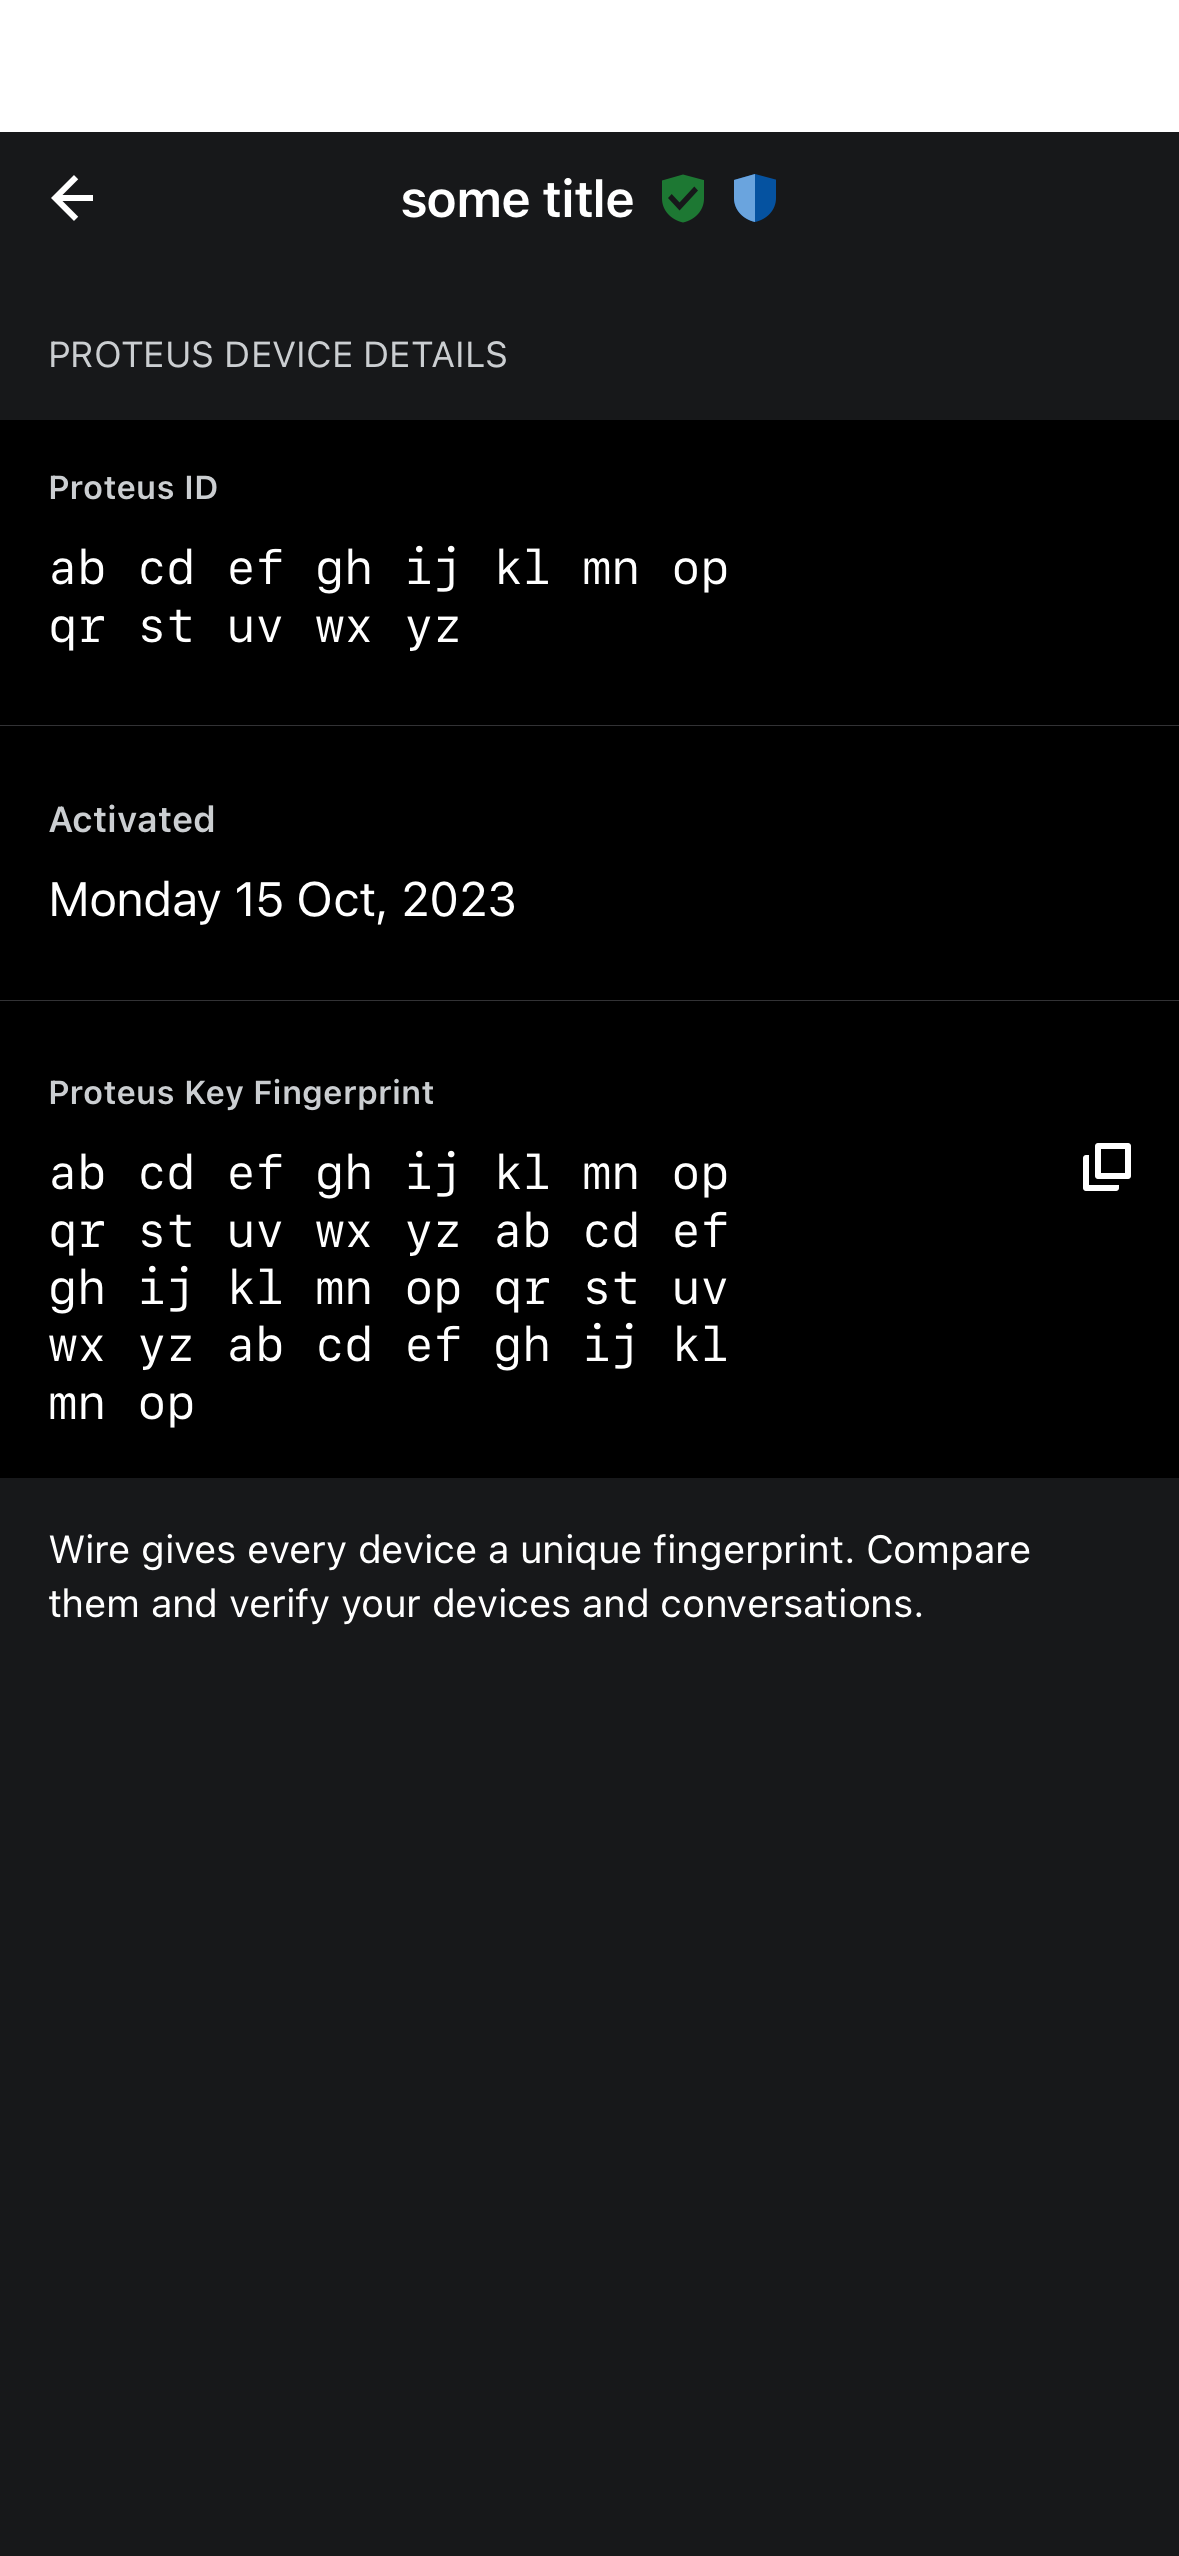 some title
PROTEUS DEVICE DETAILS
Proteus ID
ab cd ef gh ij kl mn op
qr st uv wx yz
Activated
Monday 15 Oct, 2023
Proteus Key Fingerprint
ab cd ef gh ij kl mn op
qr st uv wx yz ab cd ef
gh ij kl mn op qr st uv
wx yz ab cd ef gh ij kl
mn op
Wire gives every device a unique fingerprint. Compare
them and verify your devices and conversations.